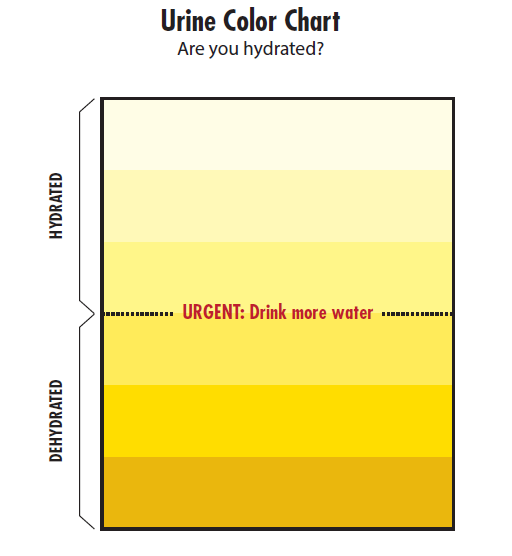 Urine Color Chart
Are you hydrated?
HYDRATED
URGENT: Drink more water
DEHYDRATED